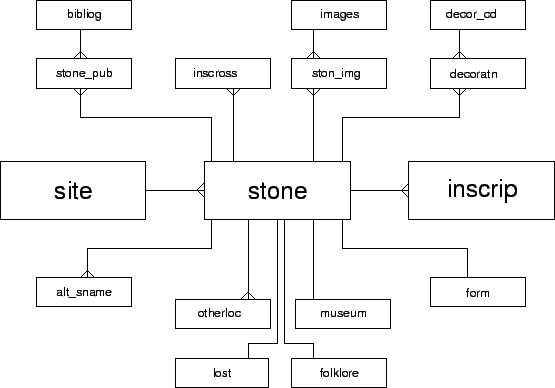 bibliog
images
decor_cd
stone_pub
inscross
ston_img
decoratn
site
stone
inscrip
alt_sname
form
otherloc
museum
lost
folklore